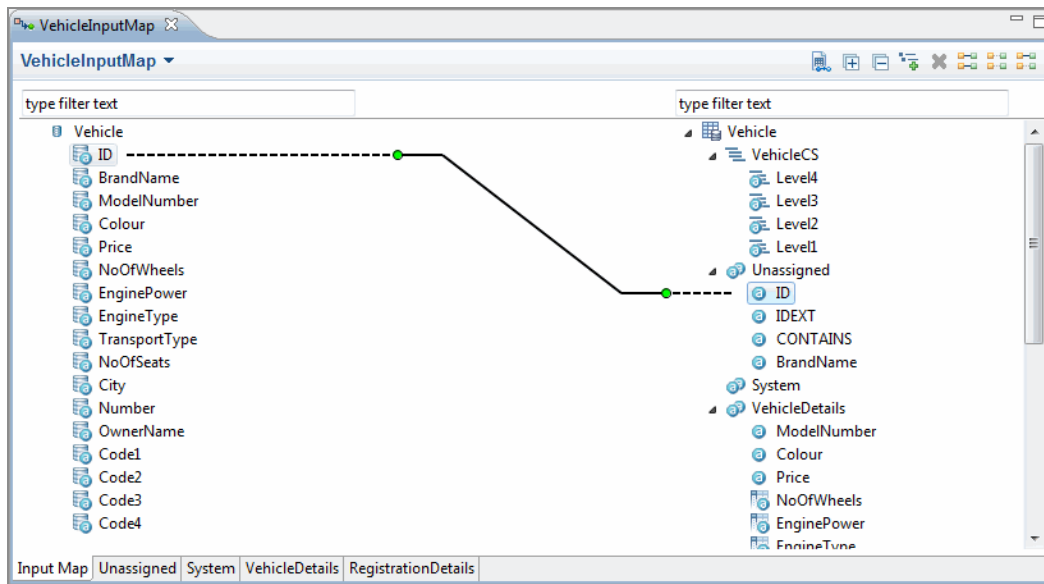 VehicleInputMap
VehicleInputMap
type filter text
type filter text
Vehicle
ID
BrandName
ModelNumber
Colour
Price
NoOfWheels
EnginePower
EngineType
TransportType
NoOfSeats
City
Number
OwnerName
Code1
Code2
Code3
Code4
Vehicle
VehicleCS
Level4
Level3
Level2
Level1
Unassigned
ID
IDEXT
CONTAINS
BrandName
System
VehicleDetails
ModelNumber
Colour
Price
NoOfWheels
EnginePower
EngineType
Input Map Unassigned System VehicleDetails RegistrationDetails